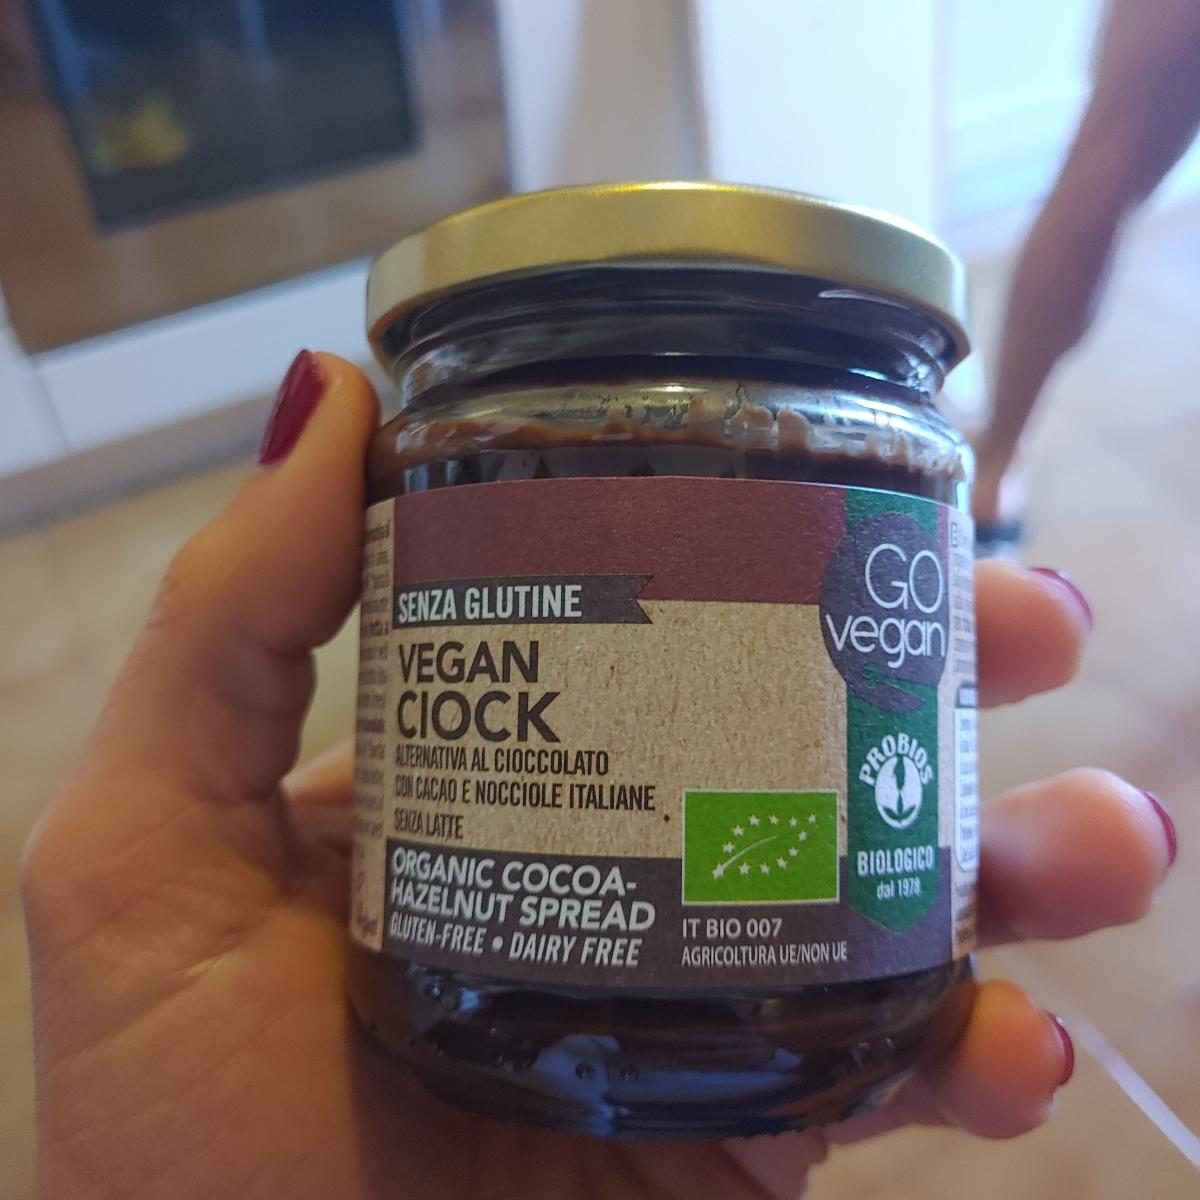 SENZA GLUTINE
VEGAN
CIOCK
ALTERNATIVA AL CIOCCOLATO
CON CACAO E NOCCIOLE ITALIANE
SENZA LATTE
ORGANIC COCOA-
HAZELNUT SPREAD
GLUTEN-FREE • DAIRY FREE
GO
vegan
PROBIOS
BIOLOGICO
dal 1978
IT BIO 007
AGRICOLTURA UE/NON UE